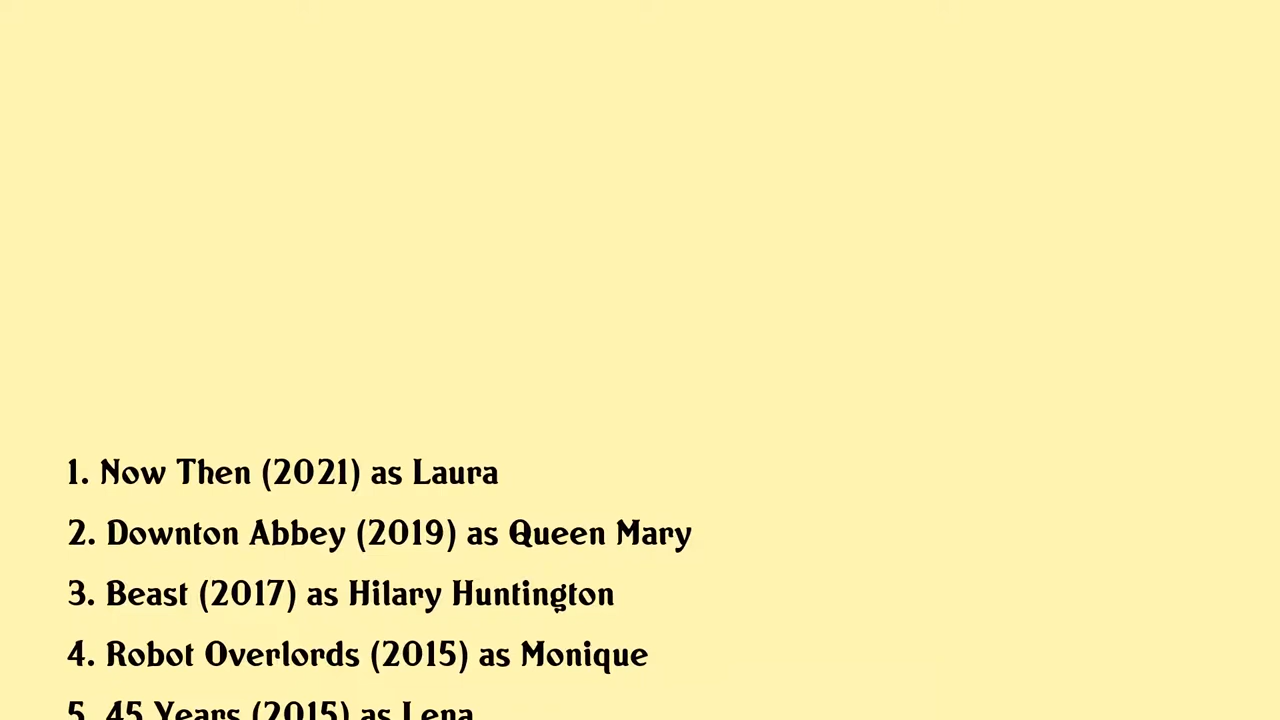 1. Now Then (2021) as Laura
2. Downton Abbey (2019) as Queen Mary
3. Beast (2017) as Hilary Huntington
4. Robot Overlords (2015) as Monique
5. 45 Years (2015) as Lena